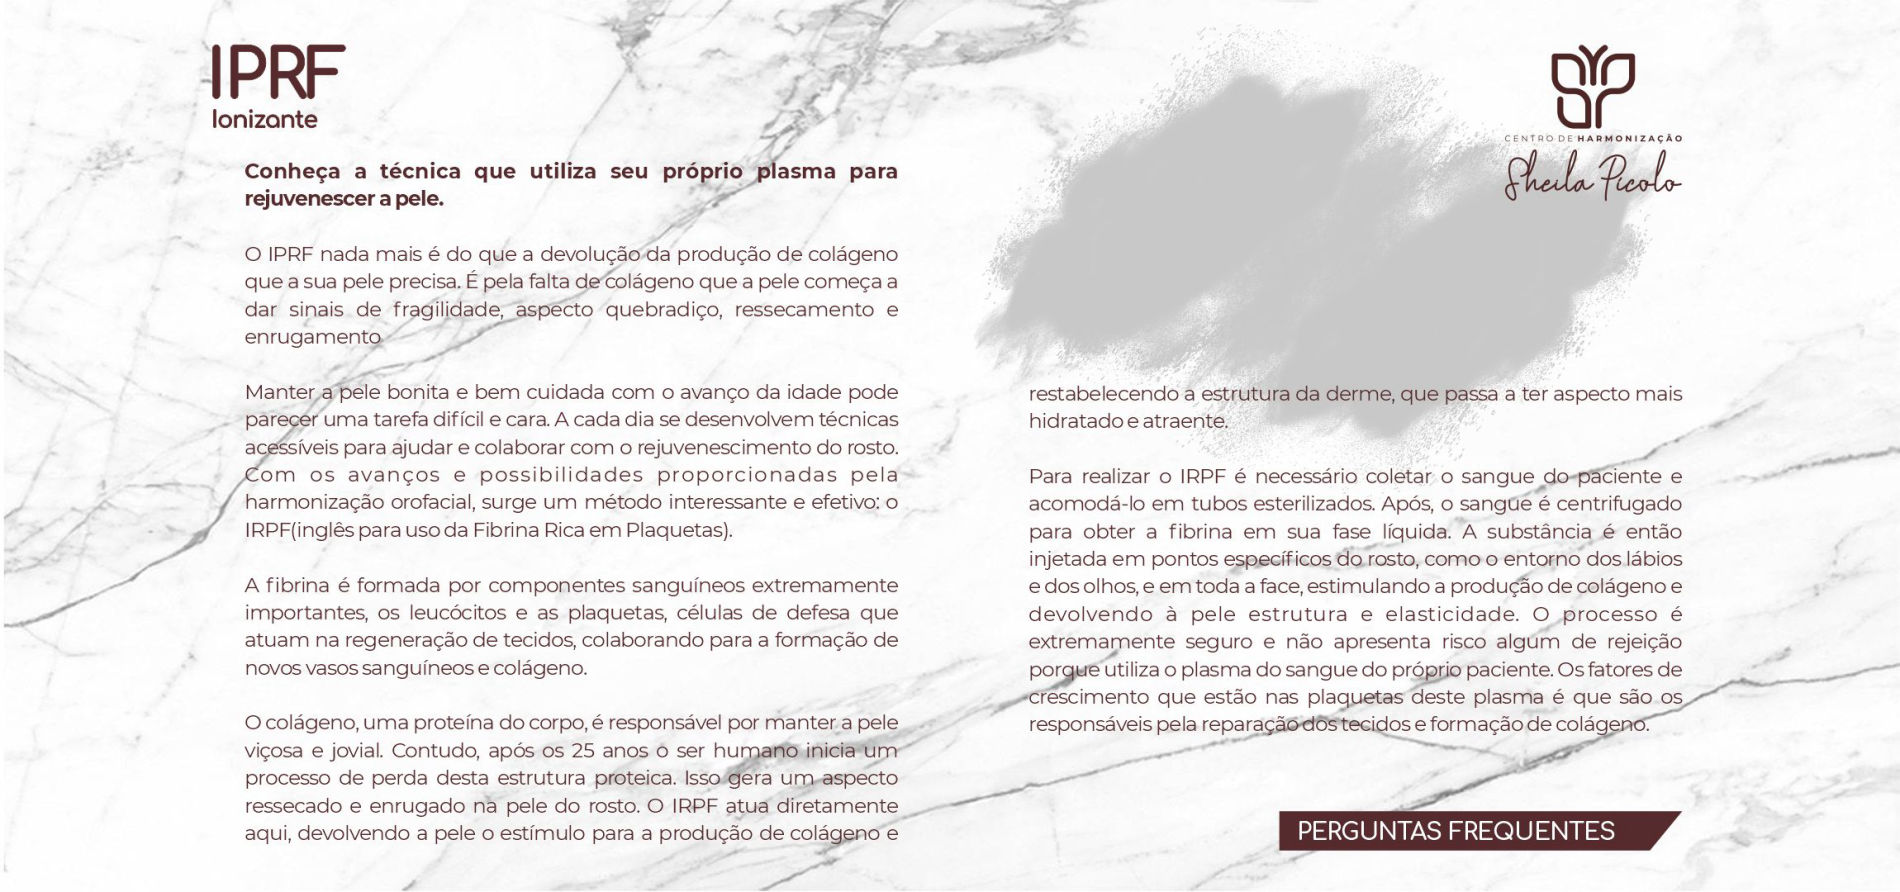 IPRF
Ionizante
Conheça a técnica que utiliza seu próprio plasma para
rejuvenescer a pele.
O IPRF nada mais é do que a devolução da produção de colágeno
que a sua pele precisa. É pela falta de colágeno que a pele começa a
dar sinais de fragilidade, aspecto quebradiço, ressecamento e
enrugamento
Manter a pele bonita e bem cuidada com o avanço da idade pode
parecer uma tarefa difícil e cara. A cada dia se desenvolvem técnicas
acessíveis para ajudar e colaborar com o rejuvenescimento do rosto.
Com os avanços e possibilidades proporcionadas pela
harmonização orofacial, surge um método interessante e efetivo: o
IRPF(inglês para uso da Fibrina Rica em Plaquetas).
A fibrina é formada por componentes sanguíneos extremamente
importantes, os leucócitos e as plaquetas, células de defesa que
atuam na regeneração de tecidos, colaborando para a formação de
novos vasos sanguíneos e colágeno.
O colágeno, uma proteína do corpo, é responsável por manter a pele
viçosa e jovial. Contudo, após os 25 anos o ser humano inicia um
processo de perda desta estrutura proteica. Isso gera um aspecto
ressecado e enrugado na pele do rosto. O IRPF atua diretamente
aqui, devolvendo a pele o estímulo para a produção de colágeno e
CENTRO DE HARMONIZAÇÃO
Sheila Picolo
restabelecendo a estrutura da derme, que passa a ter aspecto mais
hidratado e atraente.
Para realizar o IRPF é necessário coletar o sangue do paciente e
acomodá-lo em tubos esterilizados. Após, o sangue é centrifugado
para obter a fibrina em sua fase líquida. A substância é então
injetada em pontos específicos do rosto, como o entorno dos lábios
e dos olhos, e em toda a face, estimulando a produção de colágeno e
devolvendo à pele estrutura e elasticidade. O processo é
extremamente seguro e não apresenta risco algum de rejeição
porque utiliza o plasma do sangue do próprio paciente. Os fatores de
crescimento que estão nas plaquetas deste plasma é que são os
responsáveis pela reparação dos tecidos e formação de colágeno.
PERGUNTAS FREQUENTES